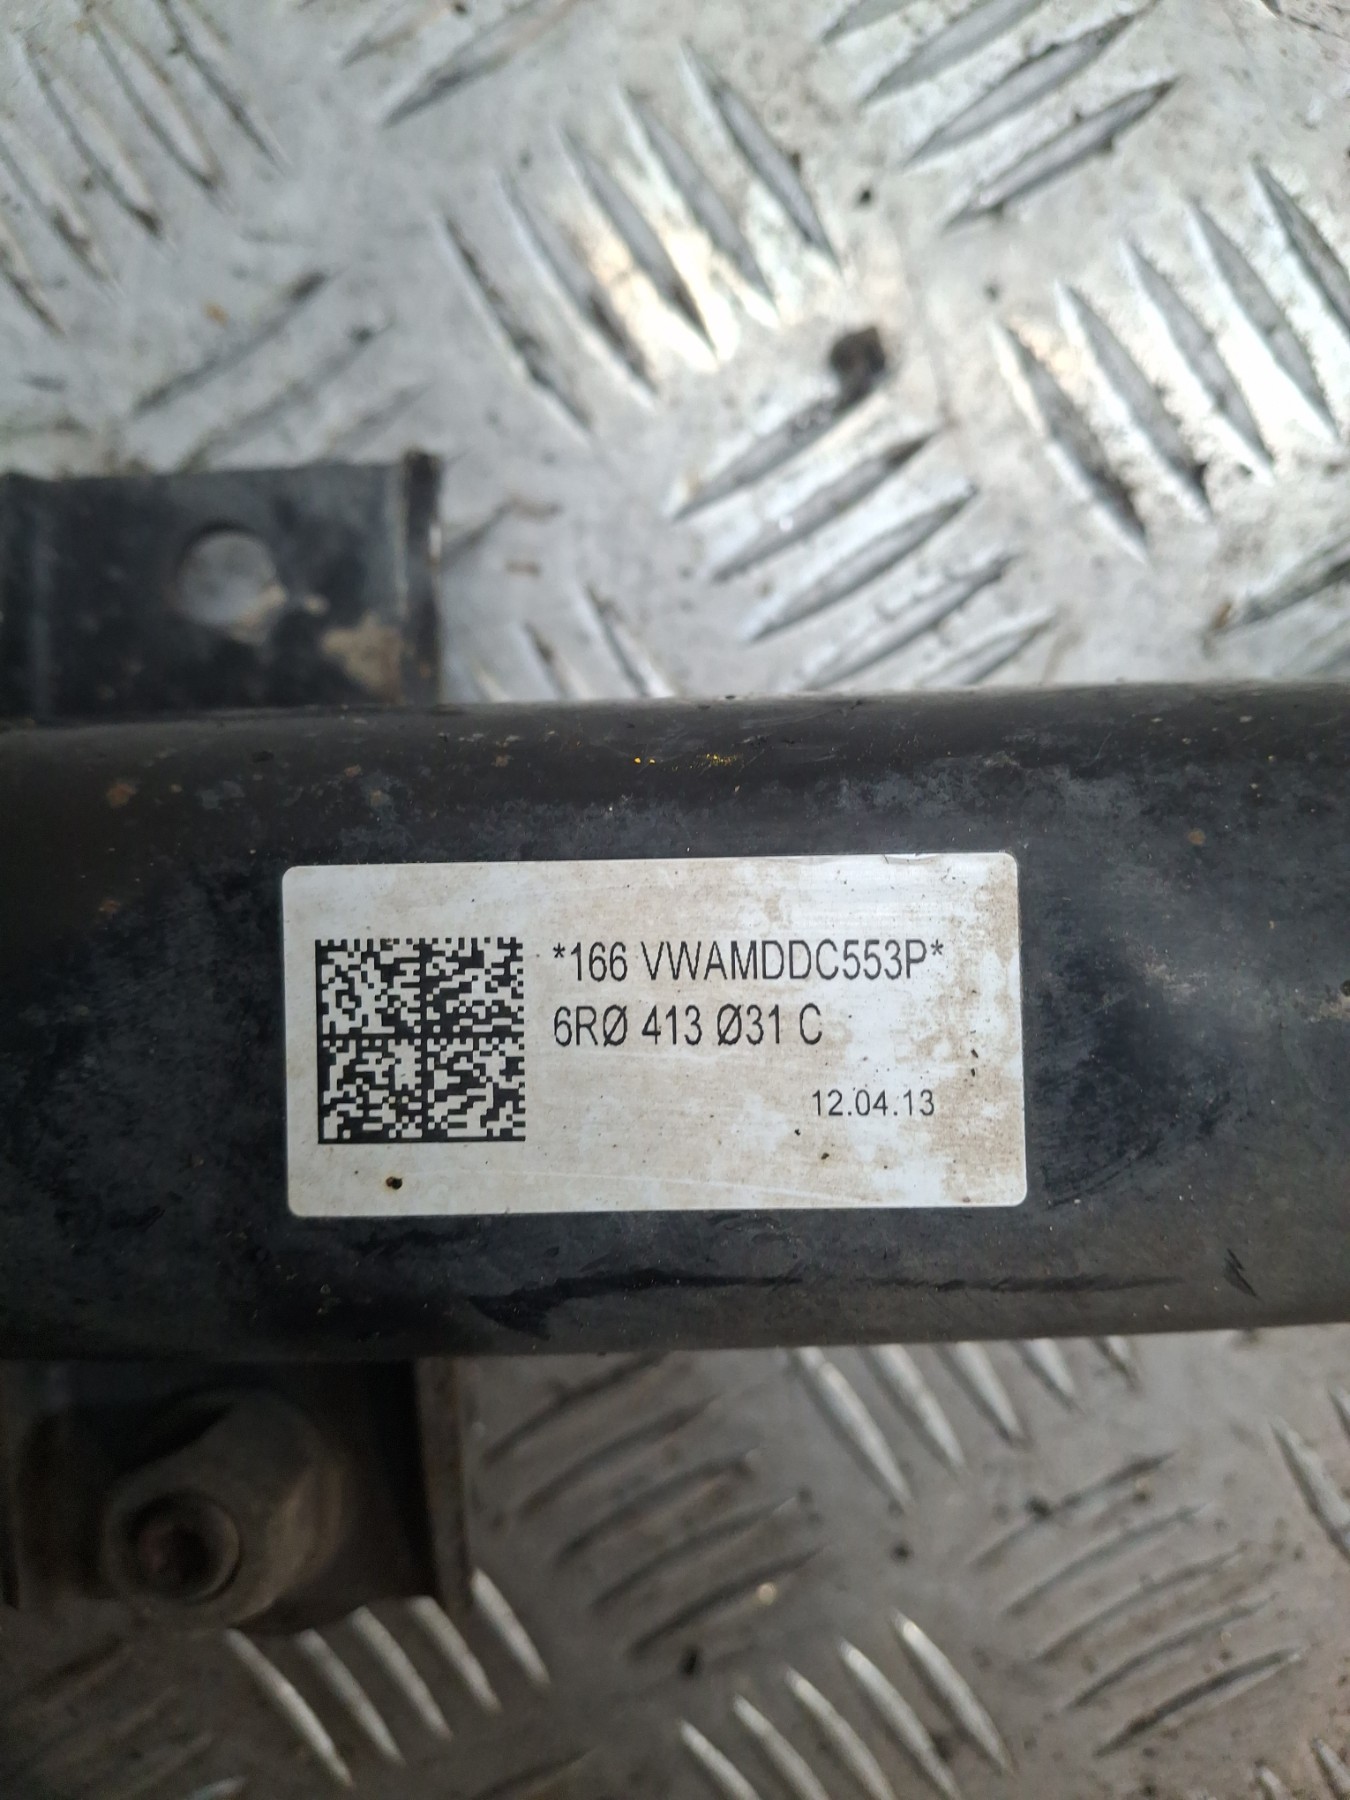 *166 VWAMDDC553P*
6RØ 413 Ø31 C
12.04.13